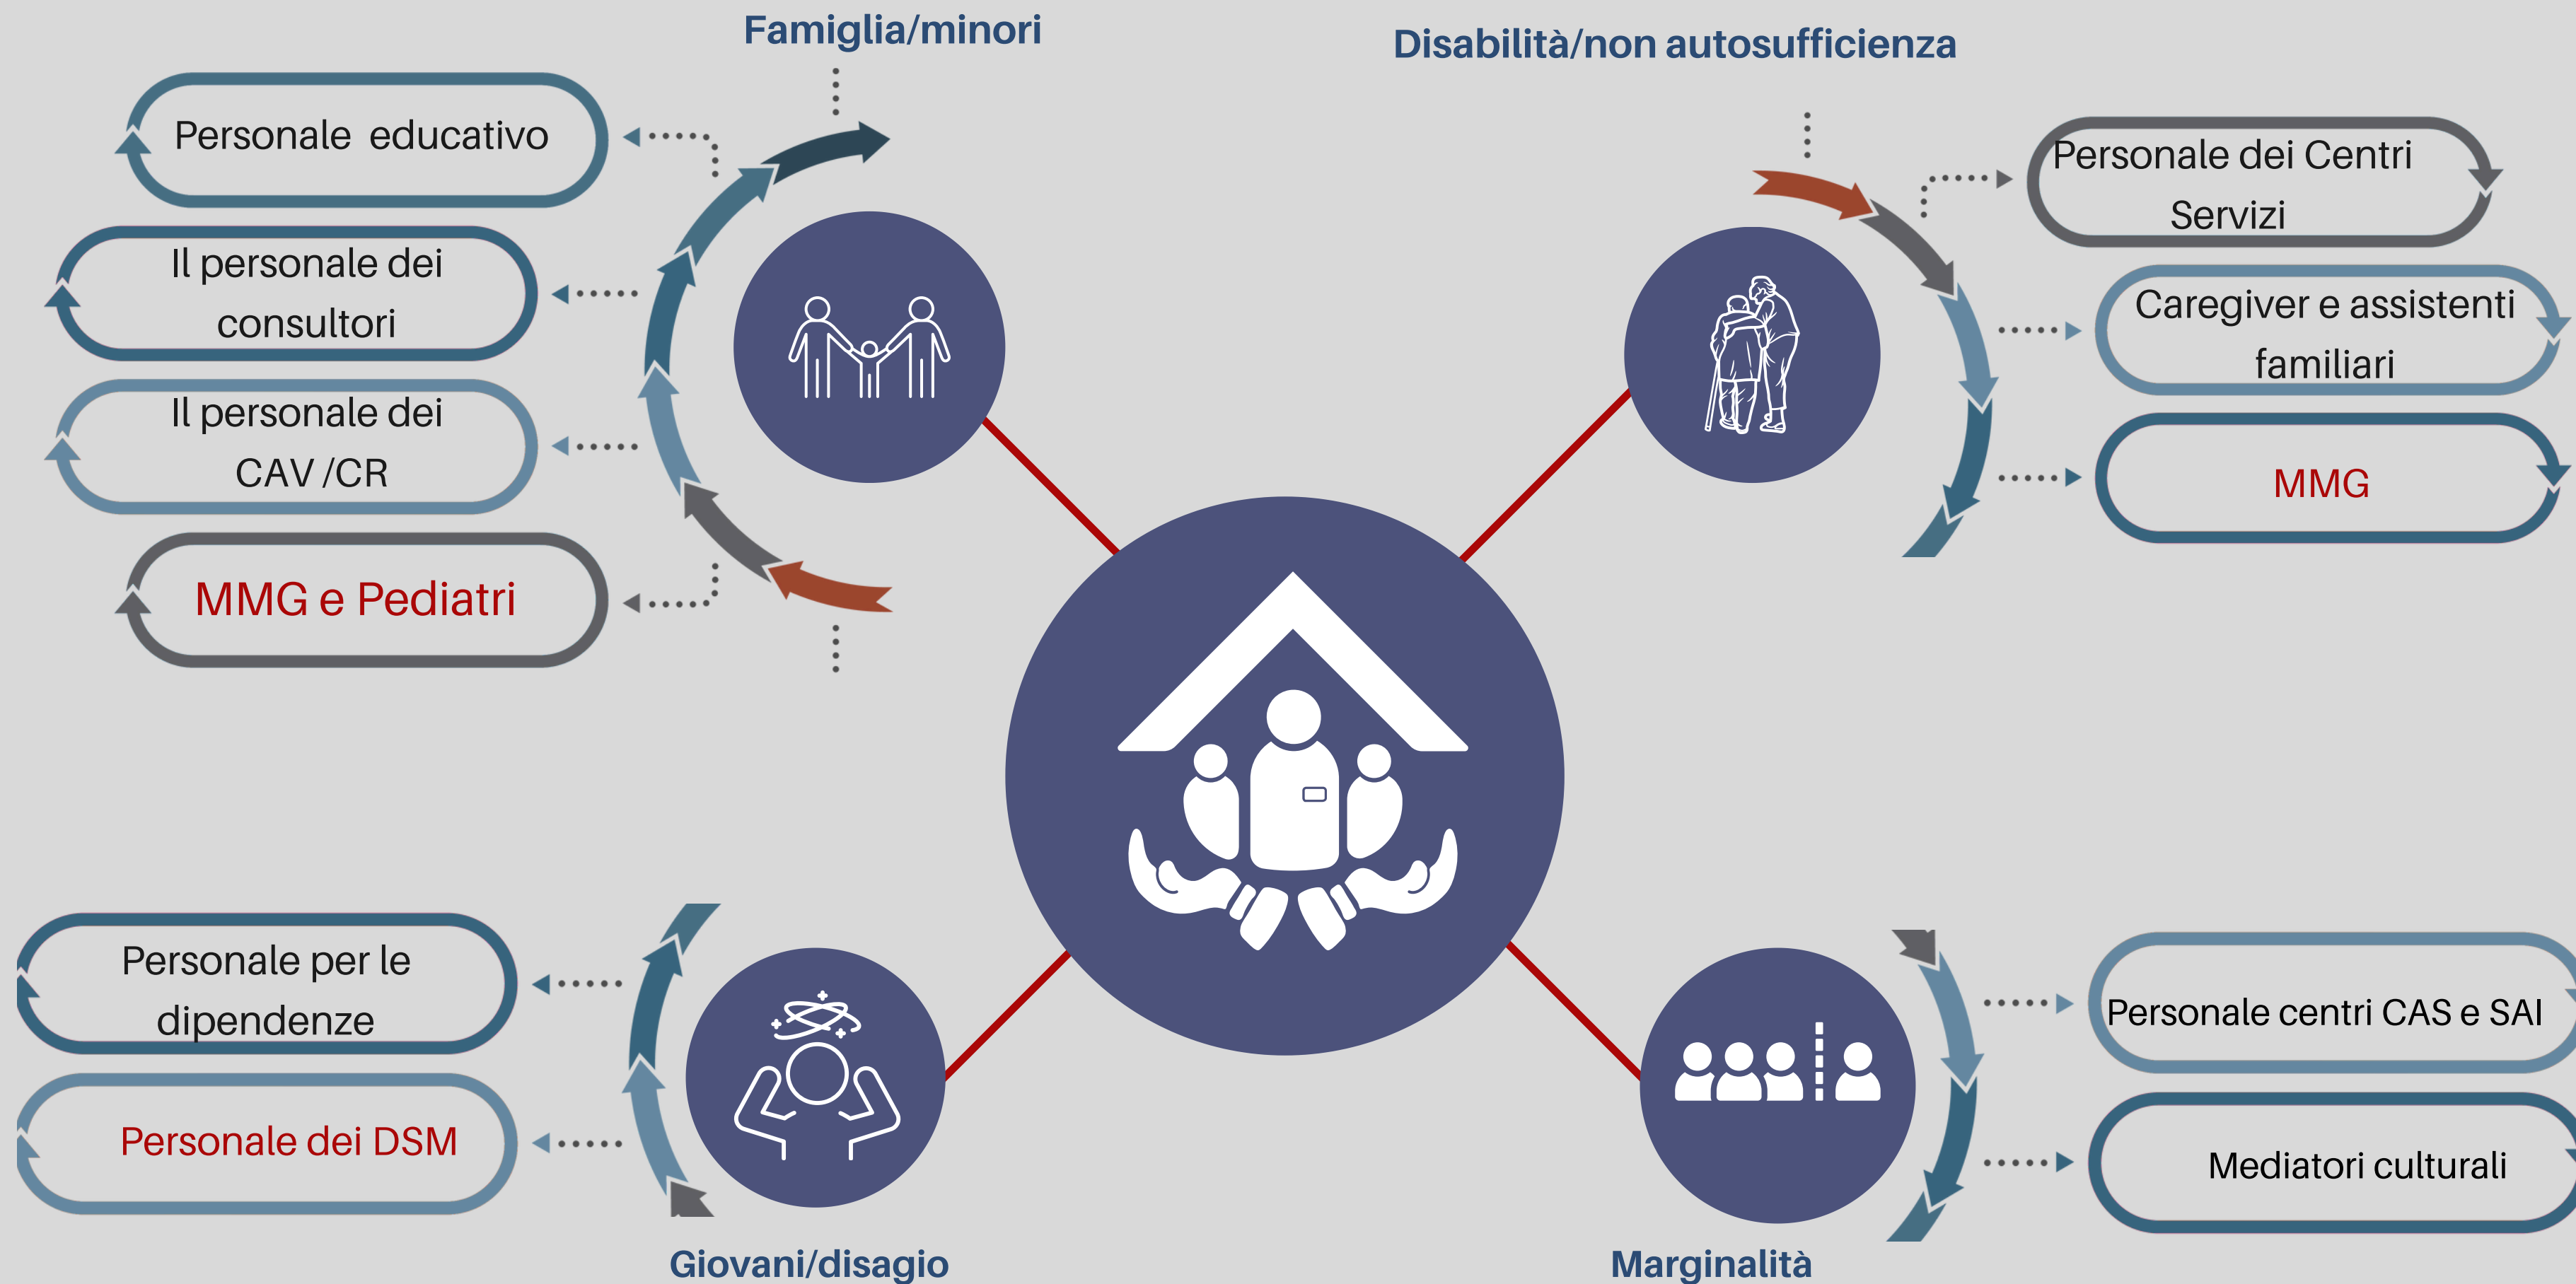 Famiglia/minori
Personale educativo
Il personale dei
consultori
Il personale dei
CAV /CR
MMG e Pediatri
Disabilità/non autosufficienza
Personale dei Centri
Servizi
Caregiver e assistenti
familiari
MMG
Personale per le
dipendenze
Personale dei DSM
Giovani/disagio
Personale centri CAS e SAI
Mediatori culturali
Marginalità